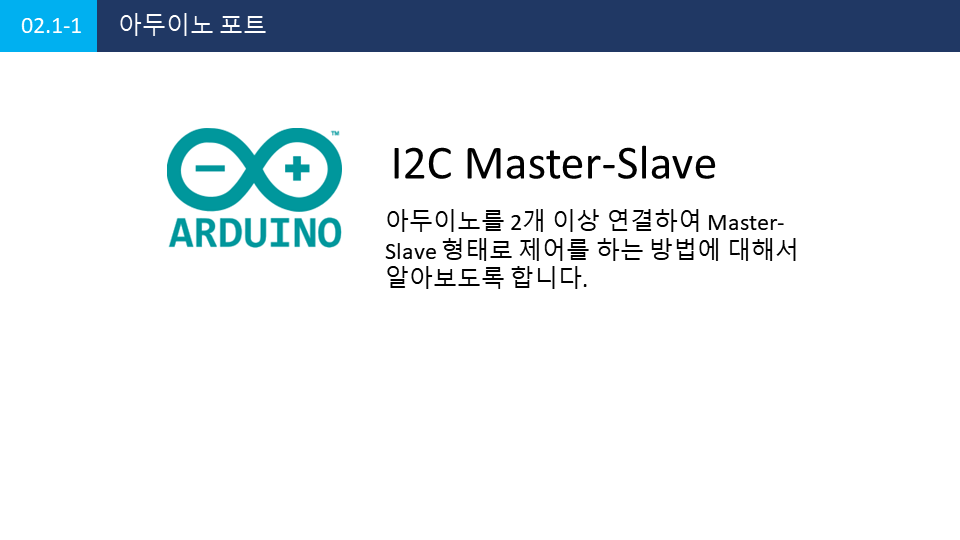 02.1-1 아두이노 포트
ARDUINO
TM
I2C Master-Slave
아두이노를 2개 이상 연결하여 Master-
Slave 형태로 제어를 하는 방법에 대해서
알아보도록 합니다.